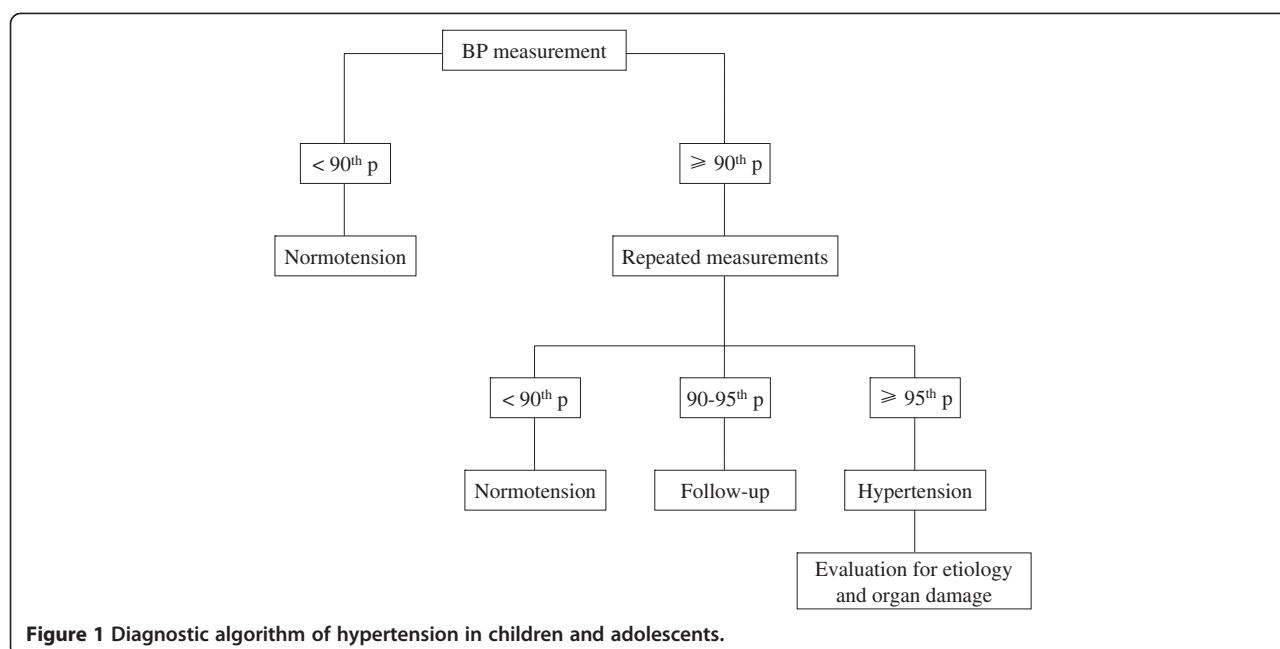 BP measurement
< 90th p
≥ 90th p
Normotension
Repeated measurements
< 90th p
90-95th p
≥ 95th p
Normotension
Follow-up
Hypertension
Evaluation for etiology
and organ damage
Figure 1 Diagnostic algorithm of hypertension in children and adolescents.